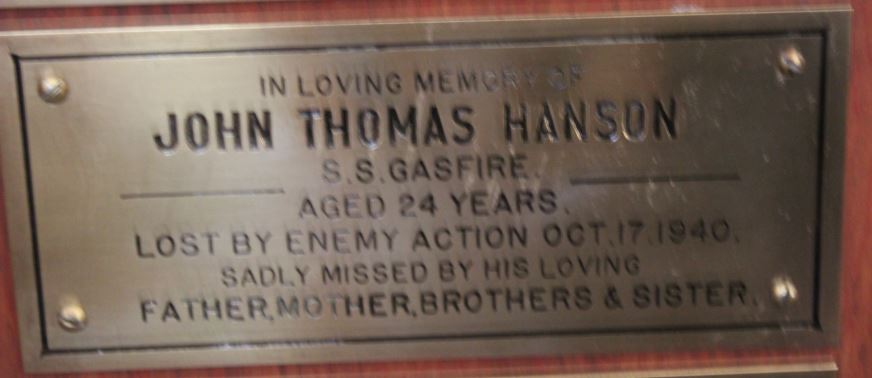 IN LOVING MEMORY OF
JOHN THOMAS HANSON
S.S.GASFIRE.
AGED 24 YEARS.
LOST BY ENEMY ACTION OCT.17.1940.
SADLY MISSED BY HIS LOVING
FATHER,MOTHER,BROTHERS & SISTER.